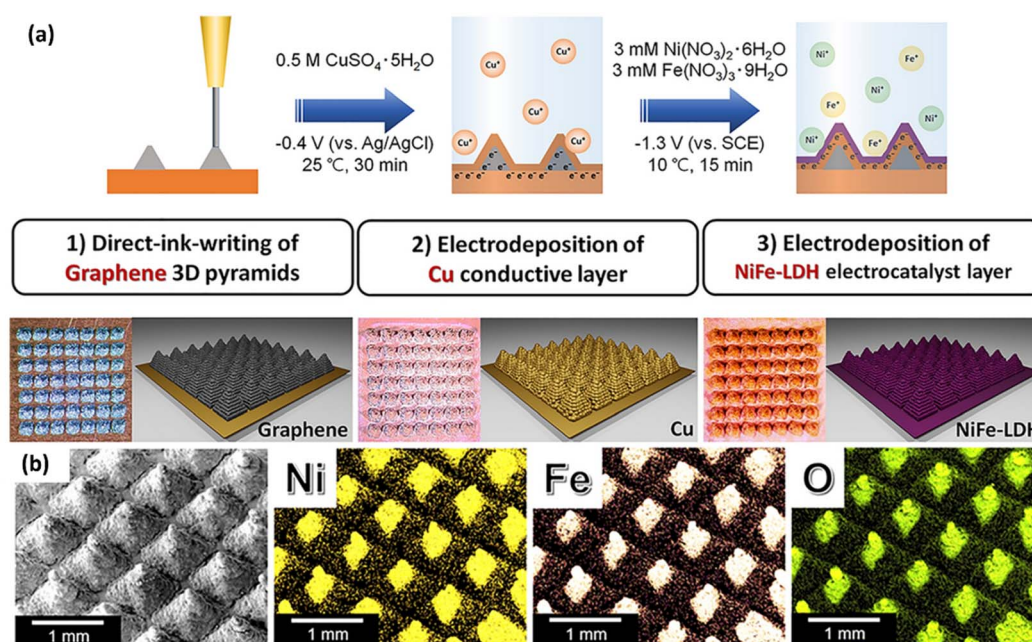 (a)
0.5 M CuSO₄·5H₂O
-0.4 V (vs. Ag/AgCl)
25 ℃, 30 min
Cu⁺
Cu⁺
Cu⁺
Cu⁺
Cu⁺
e⁻ e⁻ e⁻ e⁻ e⁻ e⁻
3 mM Ni(NO₃)₂·6H₂O
3 mM Fe(NO₃)₃·9H₂O
-1.3 V (vs. SCE)
10 ℃, 15 min
Ni⁺
Fe⁺
Ni⁺
Fe⁺
Ni⁺
Ni⁺
Fe⁺
Ni⁺
1) Direct-ink-writing of
Graphene 3D pyramids
2) Electrodeposition of
Cu conductive layer
3) Electrodeposition of
NiFe-LDH electrocatalyst layer
Graphene
Cu
NiFe-LDH
(b)
Ni
Fe
O
1 mm
1 mm
1 mm
1 mm